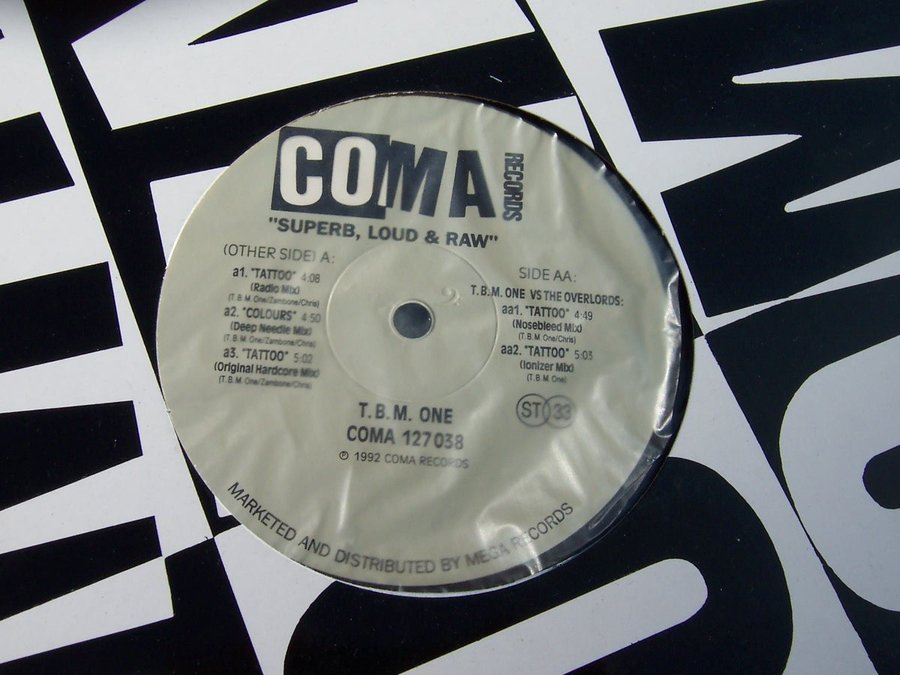 COMA RECORDS
"SUPERB, LOUD & RAW"
(OTHER SIDE) A:
a1. "TATTOO" 4:08
(Radio Mix)
(T.B.M. One/Zambone/Chris)
a2. "COLOURS" 4:50
(Deep Needle Mix)
(T.B.M. One/Zambone/Chris)
a3. "TATTOO" 5:02
(Original Hardcore Mix)
(T.B.M. One/Zambone/Chris)
SIDE AA:
T.B.M. ONE VS THE OVERLORDS:
aa1. "TATTOO" 4:49
(Nosebleed Mix)
(T.B.M. One/Zambone/Chris)
aa2. "TATTOO" 5:03
(Ionizer Mix)
(T.B.M. One)
ST 33
T.B.M. ONE
COMA 127038
℗ 1992 COMA RECORDS
MARKETED AND DISTRIBUTED BY MEGA RECORDS